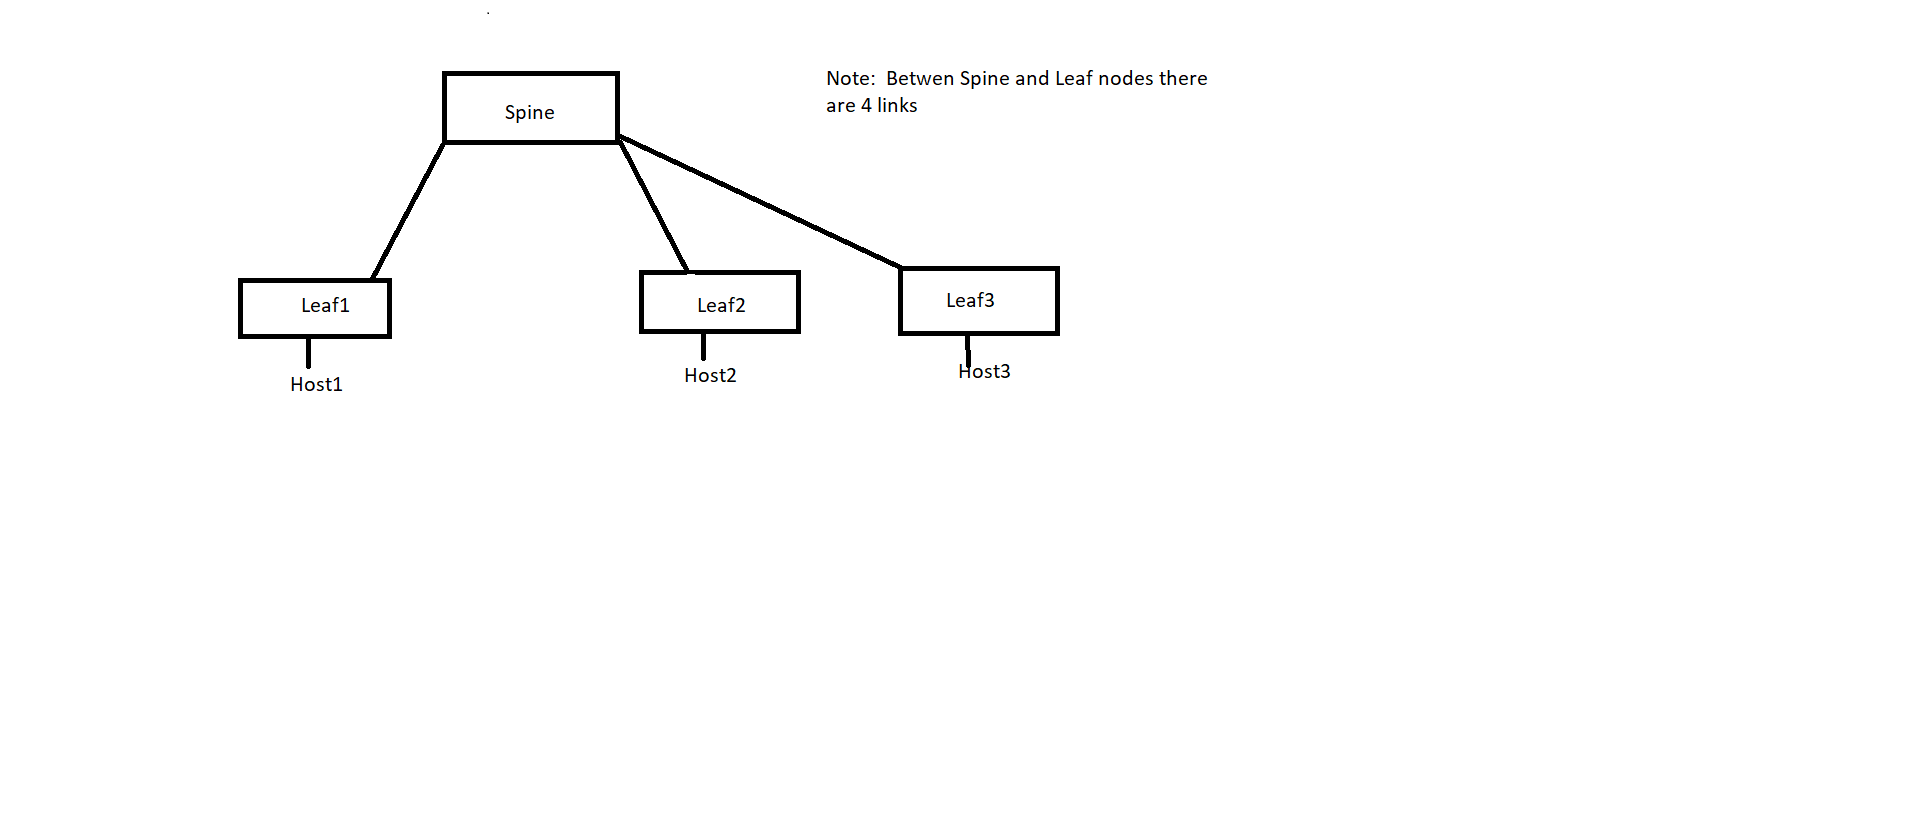 Note:  Betwen Spine and Leaf nodes there
are 4 links
Spine
Leaf1
Leaf2
Leaf3
Host1
Host2
Host3